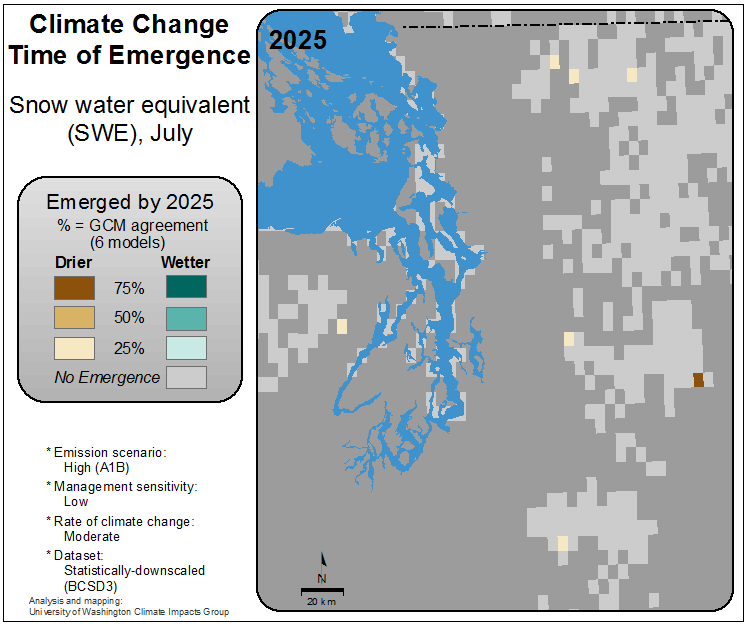 Climate Change
Time of Emergence
Snow water equivalent
(SWE), July
Emerged by 2025
% = GCM agreement
(6 models)
Drier
Wetter
75%
50%
25%
No Emergence
* Emission scenario:
High (A1B)
* Management sensitivity:
Low
* Rate of climate change:
Moderate
* Dataset:
Statistically-downscaled
(BCSD3)
Analysis and mapping:
University of Washington Climate Impacts Group
2025
N
20 km